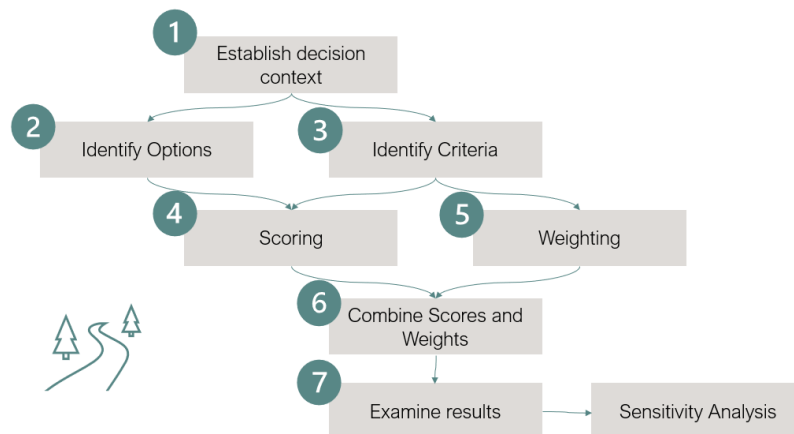 1
Establish decision
context
2
Identify Options
3
Identify Criteria
4
Scoring
5
Weighting
6
Combine Scores and
Weights
7
Examine results
Sensitivity Analysis